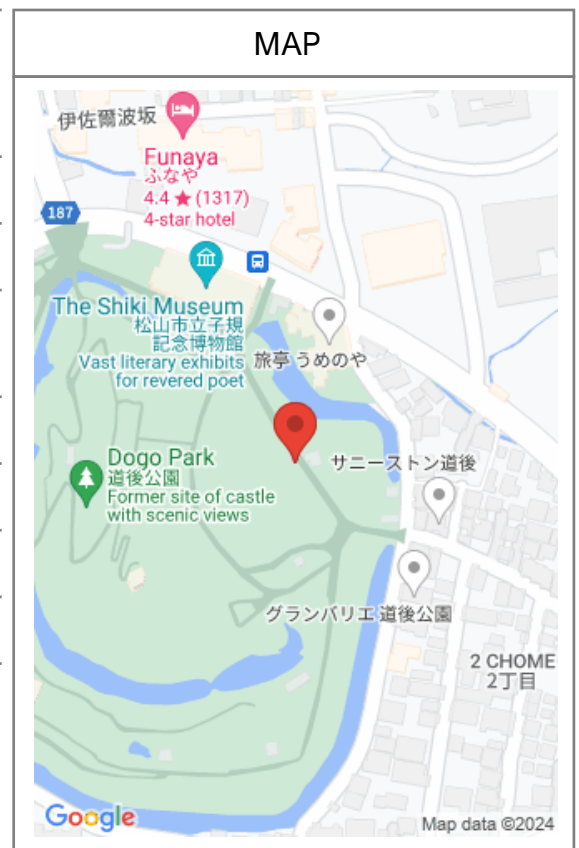 MAP
伊佐爾波坂
Funaya
ふなや
4.4 ★ (1317)
4-star hotel
187
The Shiki Museum
松山市立子規
記念博物館
Vast literary exhibits
for revered poet
旅亭 うめのや
Dogo Park
道後公園
Former site of castle
with scenic views
サニーストン道後
グランバリエ 道後公園
2 CHOME
2丁目
Google
Map data ©2024